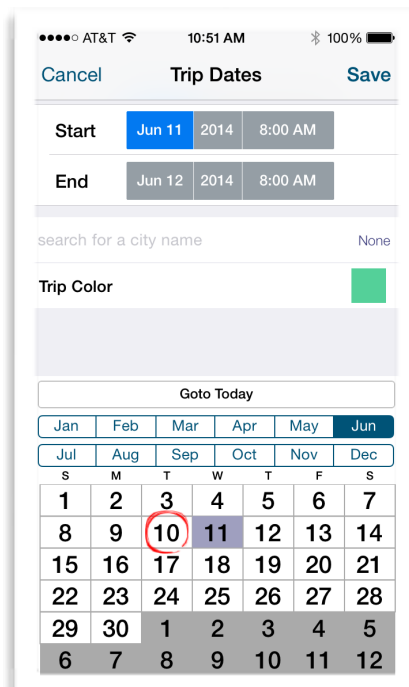 AT&T 10:51 AM 100%
Cancel Trip Dates Save
Start Jun 11 2014 8:00 AM
End Jun 12 2014 8:00 AM
search for a city name None
Trip Color
Goto Today
Jan Feb Mar Apr May Jun
Jul Aug Sep Oct Nov Dec
S M T W T F S
1 2 3 4 5 6 7
8 9 10 11 12 13 14
15 16 17 18 19 20 21
22 23 24 25 26 27 28
29 30 1 2 3 4 5
6 7 8 9 10 11 12